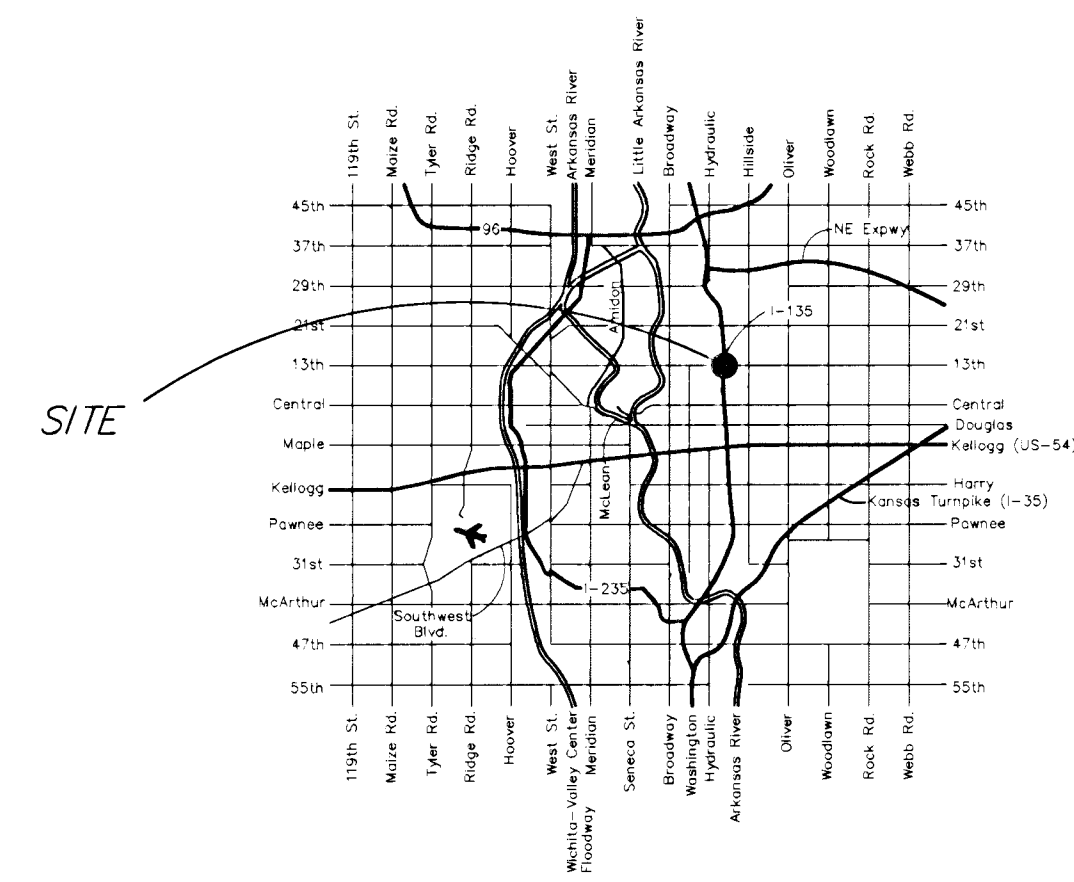 119th St.
Maize Rd.
Tyler Rd.
Ridge Rd.
Hoover
West St.
Arkansas River
Meridian
Little Arkansas River
Broadway
Hydraulic
Hillside
Oliver
Woodlawn
Rock Rd.
Webb Rd.
45th
45th
96
NE Expwy
37th
37th
29th
29th
Amidon
I-135
21st
21st
13th
13th
SITE
Central
Central
Douglas
Maple
Kellogg (US-54)
Kellogg
Harry
McLean
Kansas Turnpike (I-35)
Pawnee
Pawnee
31st
31st
I-235
McArthur
McArthur
Southwest
Blvd.
47th
47th
55th
55th
119th St.
Maize Rd.
Tyler Rd.
Ridge Rd.
Hoover
West St.
Wichita-Valley Center
Floodway
Meridian
Seneca St.
Broadway
Washington
Hydraulic
Arkansas River
Oliver
Woodlawn
Rock Rd.
Webb Rd.